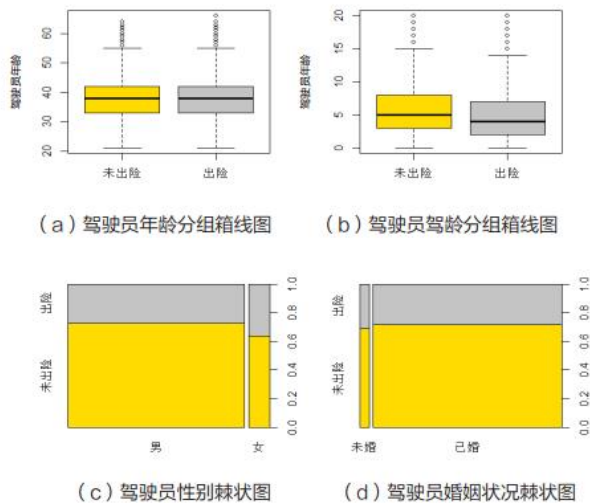 驾驶员年龄
60
50
40
30
20
未出险
出险
驾驶员年龄
20
15
10
5
0
未出险
出险
（a）驾驶员年龄分组箱线图
（b）驾驶员驾龄分组箱线图
出险
未出险
男
女
1.0
0.8
0.6
0.4
0.2
0.0
出险
未出险
未婚
已婚
1.0
0.8
0.6
0.4
0.2
0.0
（c）驾驶员性别棘状图
（d）驾驶员婚姻状况棘状图